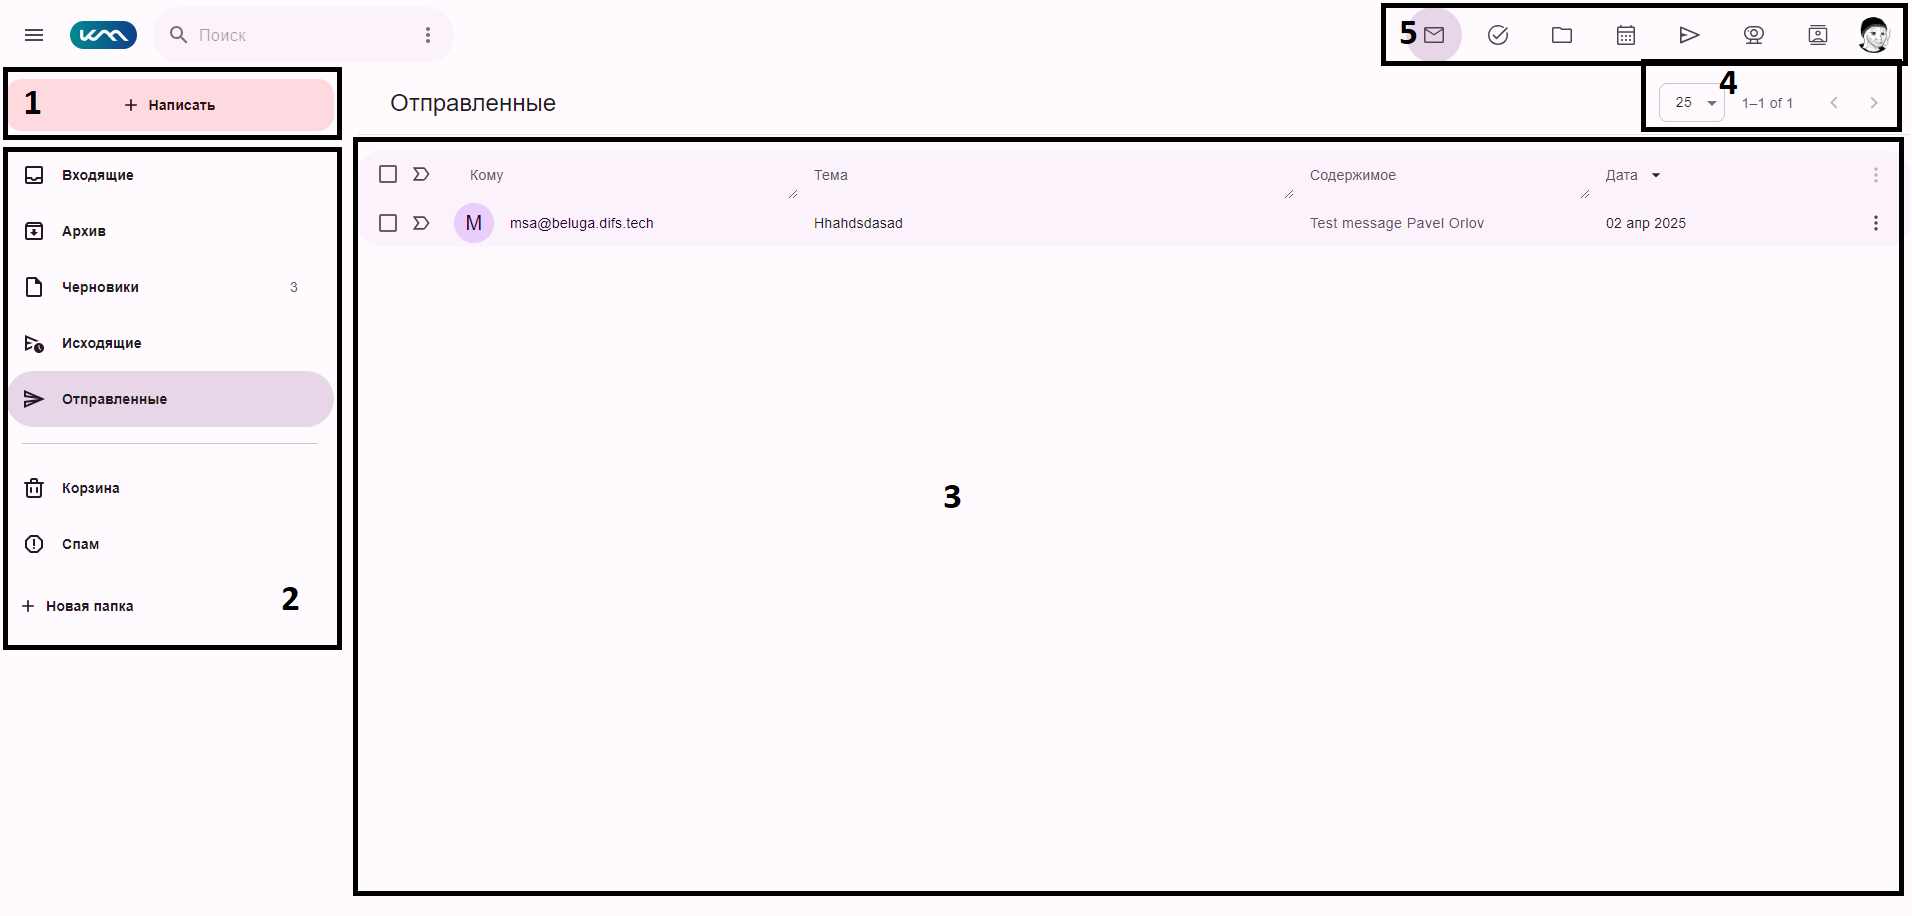 Поиск
5
1
+ Написать
Отправленные
25
4
1–1 of 1
Входящие
Архив
Черновики 3
Исходящие
Отправленные
Корзина
Спам
+ Новая папка
2
Кому Тема Содержимое Дата
M msa@beluga.difs.tech Hhahdsdasad Test message Pavel Orlov 02 апр 2025
3